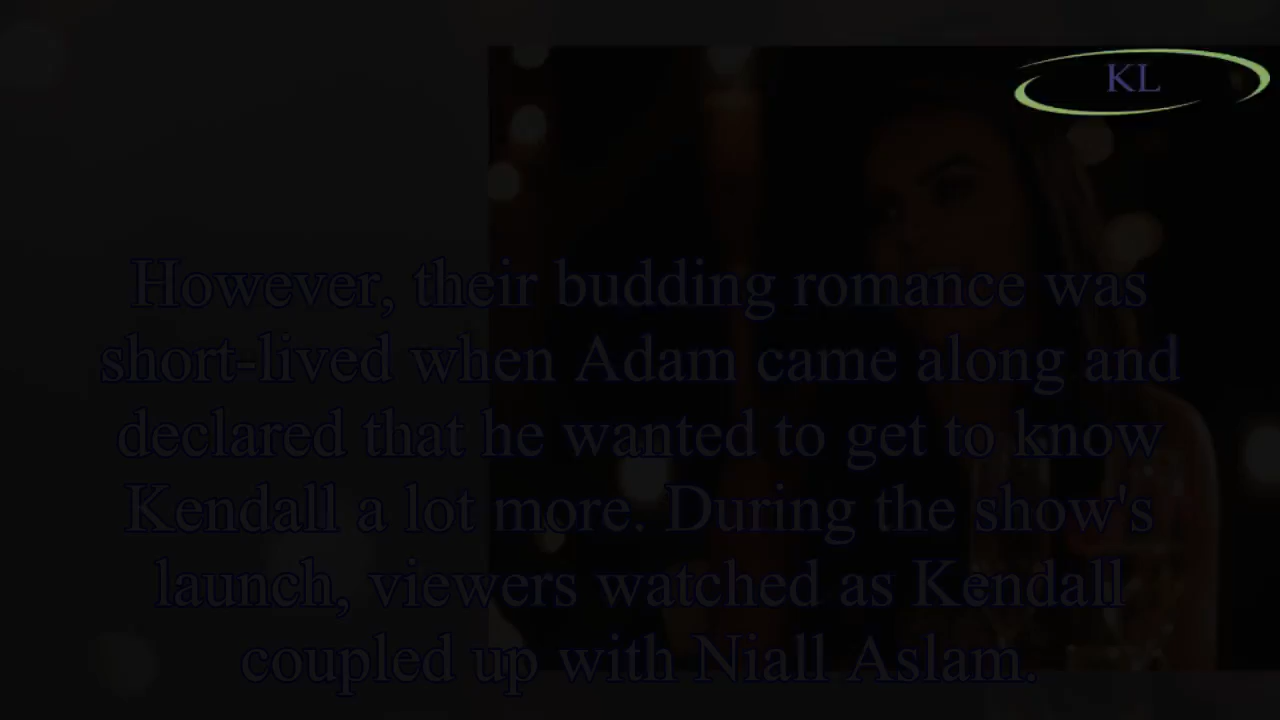 KL
However, their budding romance was
short-lived when Adam came along and
declared that he wanted to get to know
Kendall a lot more. During the show's
launch, viewers watched as Kendall
coupled up with Niall Aslam.